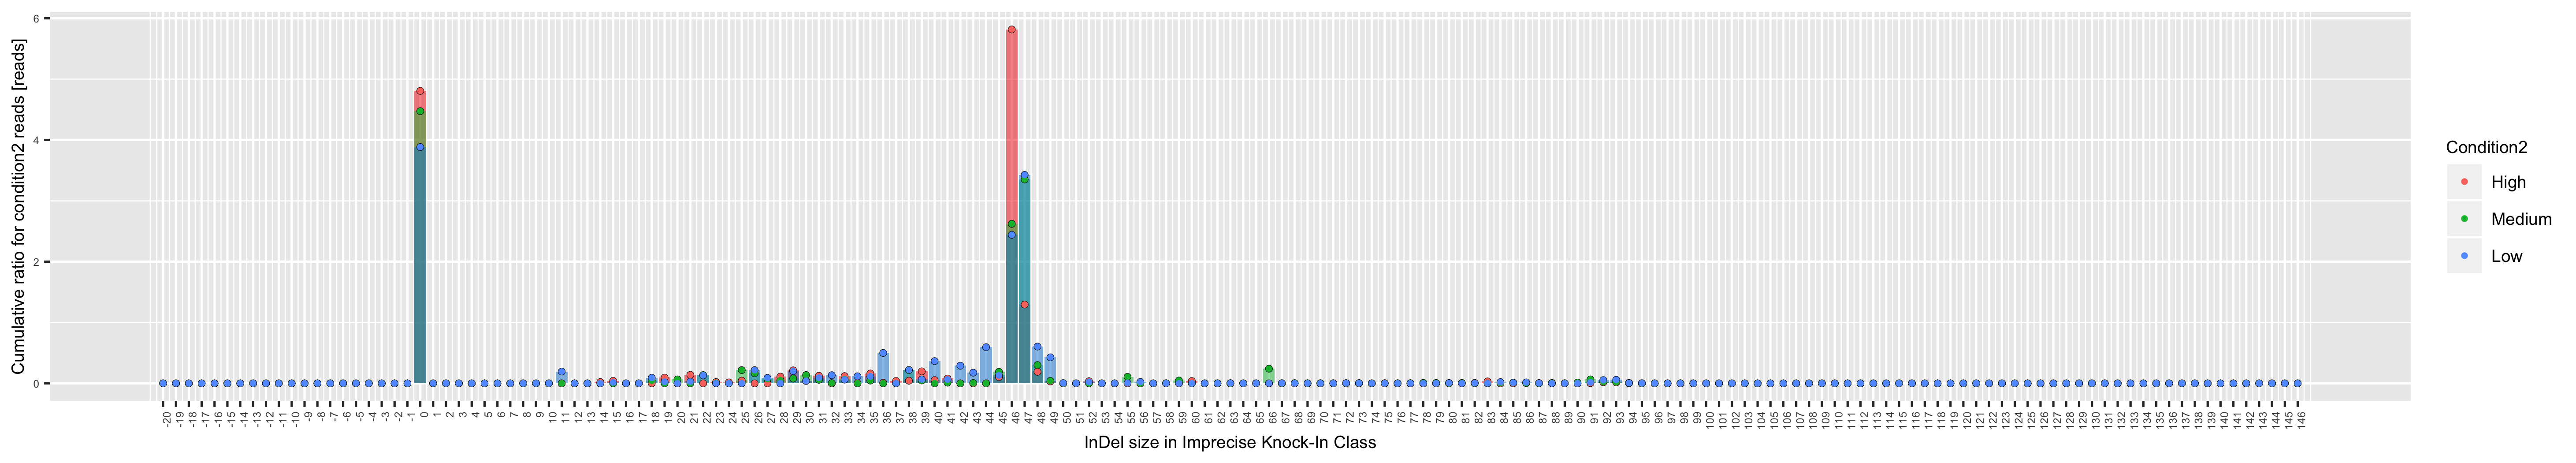 Cumulative ratio for condition2 reads [reads]
6
4
2
0
-20 -19 -18 -17 -16 -15 -14 -13 -12 -11 -10 -9 -8 -7 -6 -5 -4 -3 -2 -1 0 1 2 3 4 5 6 7 8 9 10 11 12 13 14 15 16 17 18 19 20 21 22 23 24 25 26 27 28 29 30 31 32 33 34 35 36 37 38 39 40 41 42 43 44 45 46 47 48 49 50 51 52 53 54 55 56 57 58 59 60 61 62 63 64 65 66 67 68 69 70 71 72 73 74 75 76 77 78 79 80 81 82 83 84 85 86 87 88 89 90 91 92 93 94 95 96 97 98 99 100 101 102 103 104 105 106 107 108 109 110 111 112 113 114 115 116 117 118 119 120 121 122 123 124 125 126 127 128 129 130 131 132 133 134 135 136 137 138 139 140 141 142 143 144 145 146
InDel size in Imprecise Knock-In Class
Condition2
High
Medium
Low